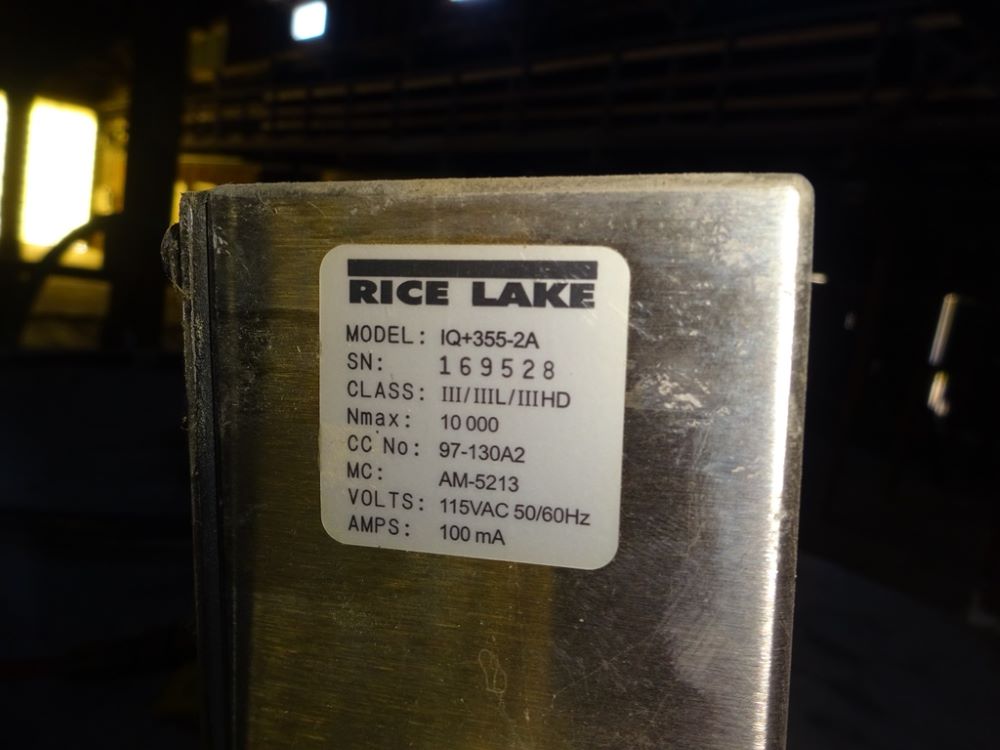 RICE LAKE
MODEL: IQ+355-2A
SN: 169528
CLASS: III/IIIL/IIIHD
Nmax: 10 000
CC No: 97-130A2
MC: AM-5213
VOLTS: 115VAC 50/60Hz
AMPS: 100 mA